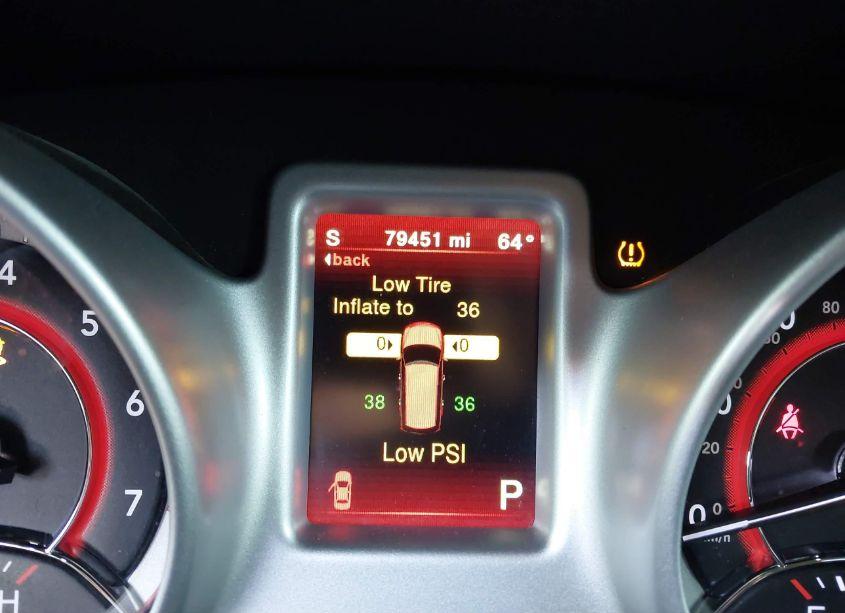 S 79451 mi 64°
back
Low Tire
Inflate to 36
0 0
38 36
Low PSI
P
4
5
6
7
H
80
20
0
0